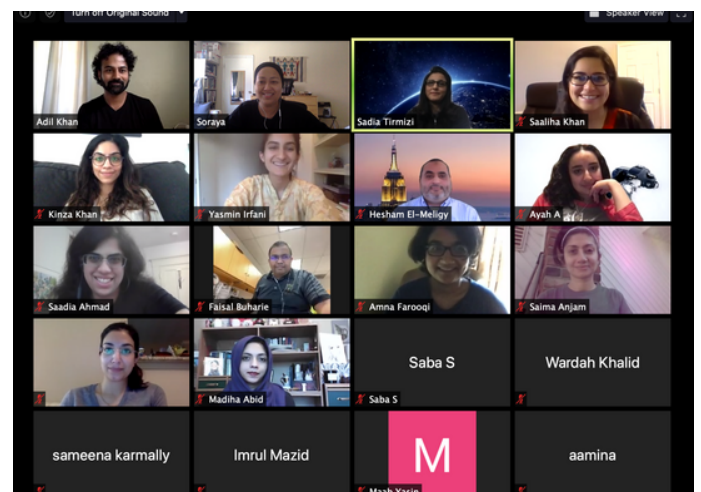 Turn off Original Sound
Speaker View
Adil Khan
Soraya
Sadia Tirmizi
Saaliha Khan
Kinza Khan
Yasmin Irfani
Hesham El-Meligy
Ayah A
Saadia Ahmad
Faisal Buharie
Amna Farooqi
Saima Anjam
Madiha Abid
Saba S
Saba S
Wardah Khalid
sameena karmally
Imrul Mazid
M
Maab Yasin
aamina